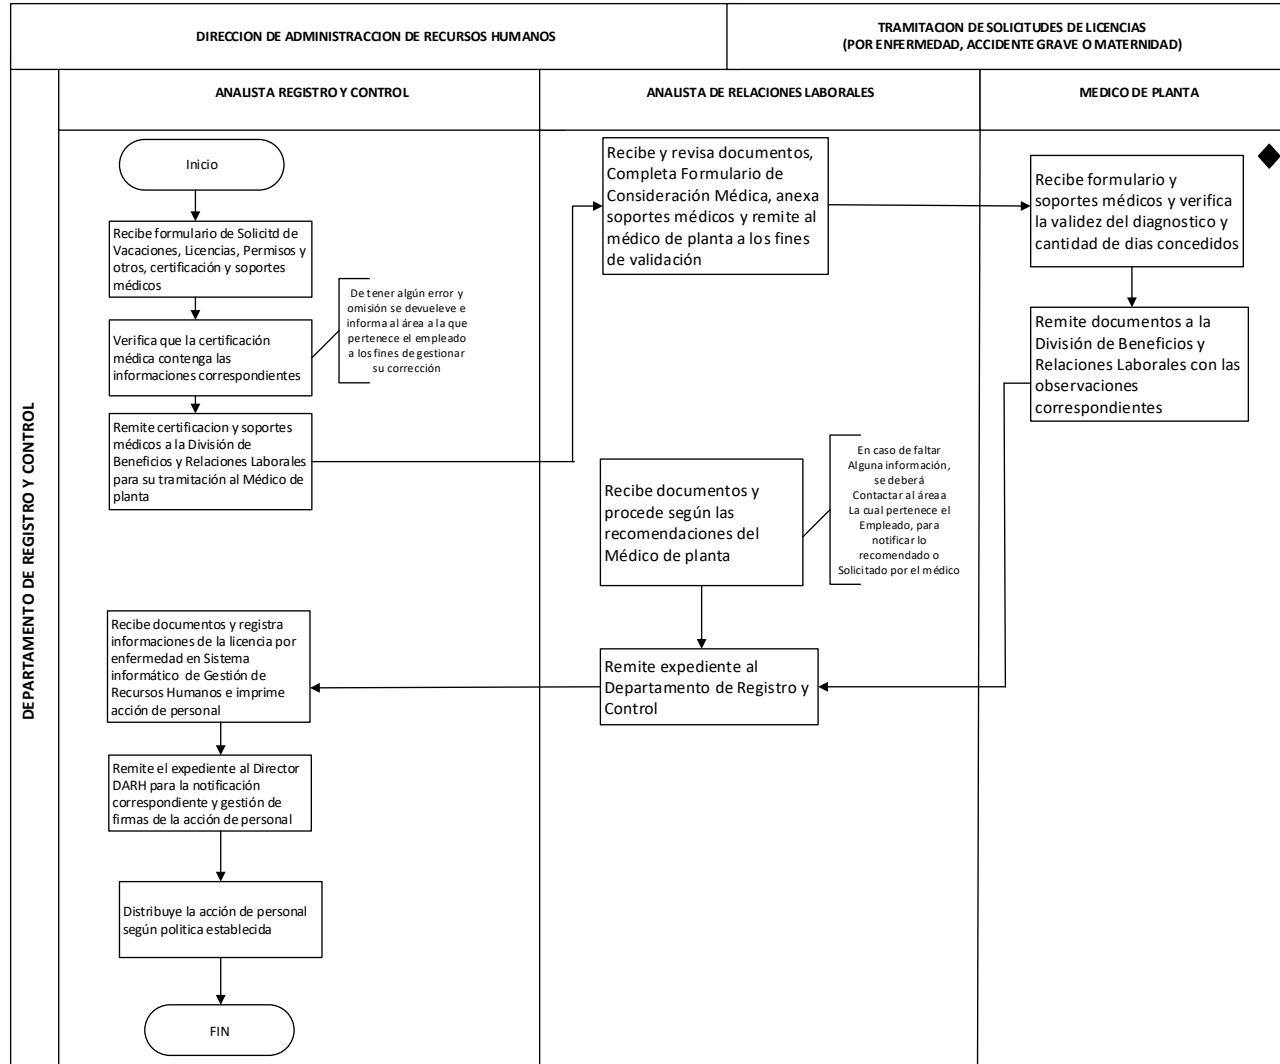 DIRECCION DE ADMINISTRACCION DE RECURSOS HUMANOS
TRAMITACION DE SOLICITUDES DE LICENCIAS
(POR ENFERMEDAD, ACCIDENTE GRAVE O MATERNIDAD)
DEPARTAMENTO DE REGISTRO Y CONTROL
ANALISTA REGISTRO Y CONTROL
ANALISTA DE RELACIONES LABORALES
MEDICO DE PLANTA
Inicio
Recibe formulario de Solicitd de
Vacaciones, Licencias, Permisos y
otros, certificación y soportes
médicos
Verifica que la certificación
médica contenga las
informaciones correspondientes
De tener algún error y
omisión se devueleve e
informa al área a la que
pertenece el empleado
a los fines de gestionar
su corrección
Remite certificacion y soportes
médicos a la División de
Beneficios y Relaciones Laborales
para su tramitación al Médico de
planta
Recibe y revisa documentos,
Completa Formulario de
Consideración Médica, anexa
soportes médicos y remite al
médico de planta a los fines
de validación
Recibe formulario y
soportes médicos y verifica
la validez del diagnostico y
cantidad de dias concedidos
Remite documentos a la
División de Beneficios y
Relaciones Laborales con las
observaciones
correspondientes
Recibe documentos y
procede según las
recomendaciones del
Médico de planta
En caso de faltar
Alguna información,
se deberá
Contactar al áreaa
La cual pertenece el
Empleado, para
notificar lo
recomendado o
Solicitado por el médico
Remite expediente al
Departamento de Registro y
Control
Recibe documentos y registra
informaciones de la licencia por
enfermedad en Sistema
informático de Gestión de
Recursos Humanos e imprime
acción de personal
Remite el expediente al Director
DARH para la notificación
correspondiente y gestión de
firmas de la acción de personal
Distribuye la acción de personal
según politica establecida
FIN